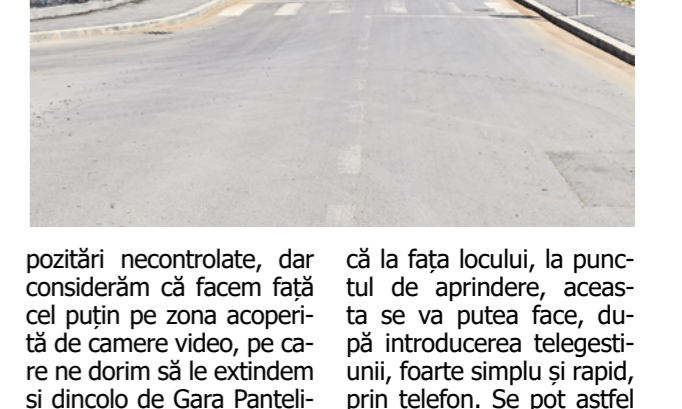 pozitări necontrolate, dar
considerăm că facem față
cel puțin pe zona acoperi-
tă de camere video, pe ca-
re ne dorim să le extindem
și dincolo de Gara Panteli-
că la fața locului, la punc-
tul de aprindere, aceas-
ta se va putea face, du-
pă introducerea telegesti-
unii, foarte simplu și rapid,
prin telefon. Se pot astfel